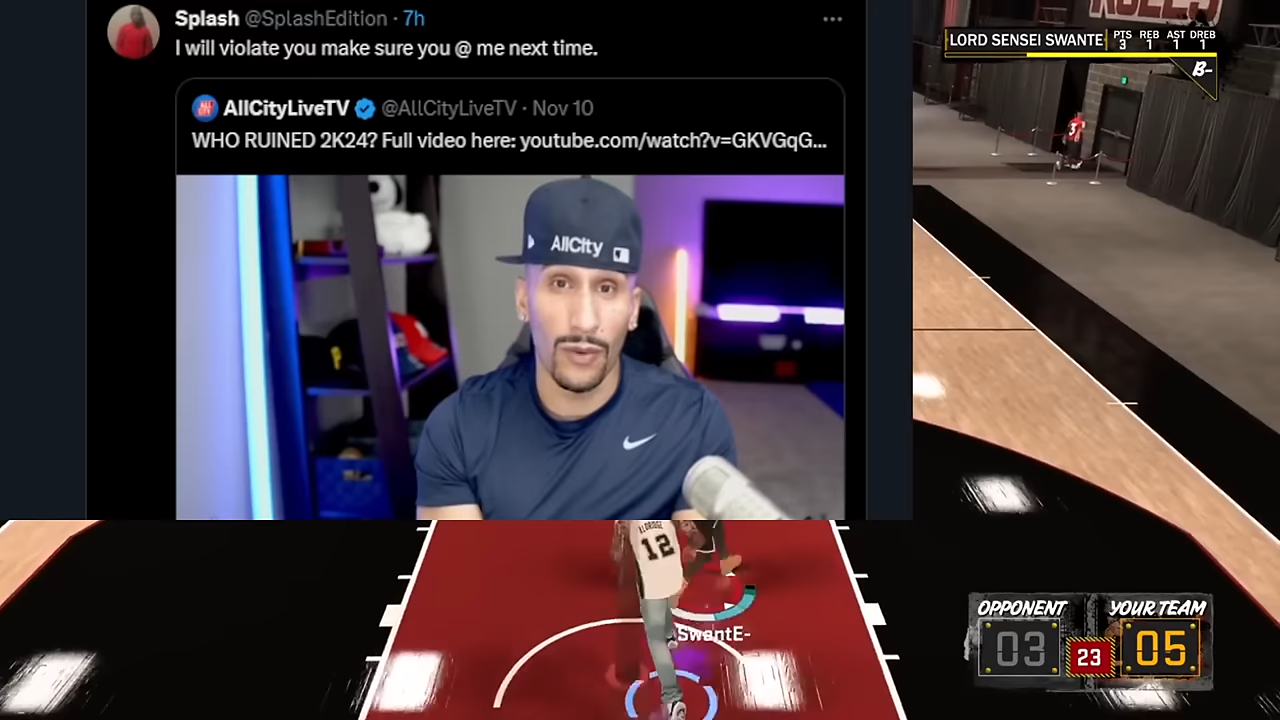 Splash @SplashEdition · 7h
I will violate you make sure you @ me next time.
AllCityLiveTV @AllCityLiveTV · Nov 10
WHO RUINED 2K24? Full video here: youtube.com/watch?v=GKVGqG...
AllCity
LORD SENSEI SWANTE
PTS REB AST DREB
3 1 1 1
B-
3
ALDRIDGE
12
SwantE-
OPPONENT YOUR TEAM
03 23 05